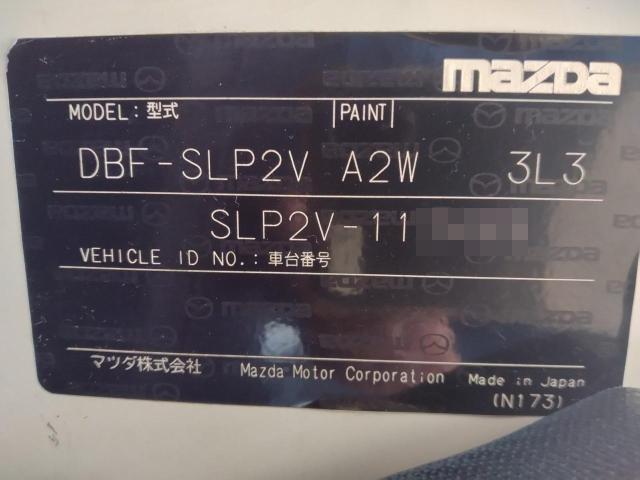 mazda
MODEL: 型式 PAINT
DBF-SLP2V A2W 3L3
SLP2V-11
VEHICLE ID NO.: 車台番号
マツダ株式会社 Mazda Motor Corporation Made in Japan
(N173)